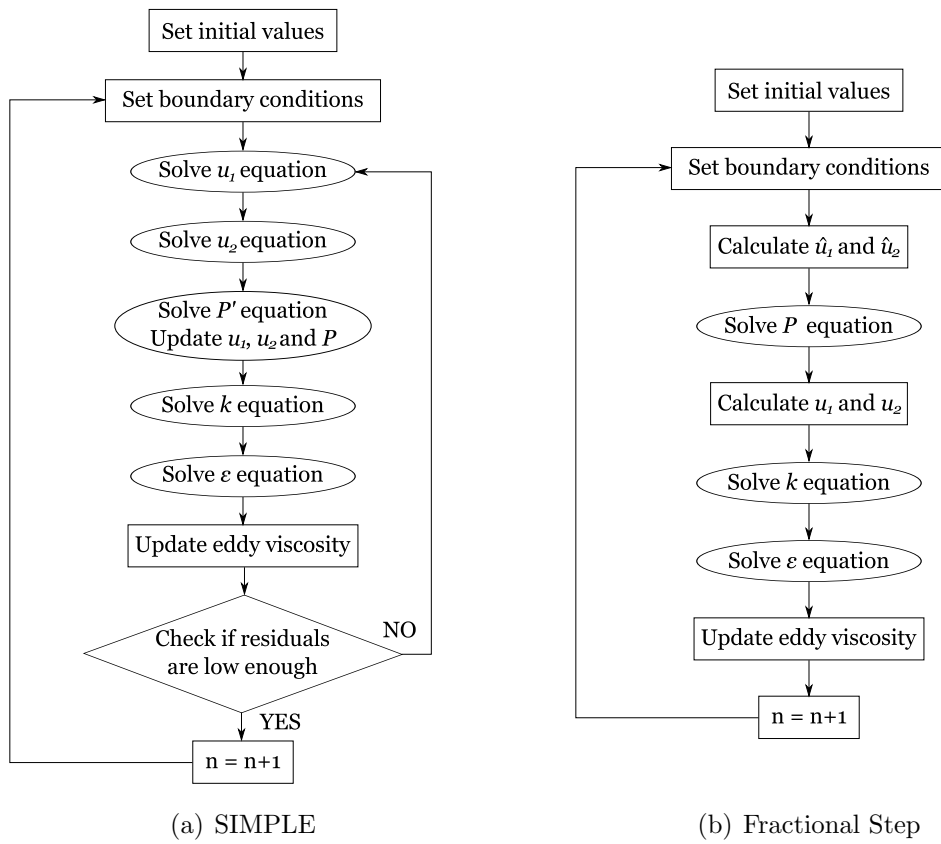 Set initial values
Set boundary conditions
Solve u₁ equation
Solve u₂ equation
Solve P′ equation
Update u₁, u₂ and P
Solve k equation
Solve ε equation
Update eddy viscosity
Check if residuals
are low enough
NO
YES
n = n+1
(a) SIMPLE
Set initial values
Set boundary conditions
Calculate û₁ and û₂
Solve P equation
Calculate u₁ and u₂
Solve k equation
Solve ε equation
Update eddy viscosity
n = n+1
(b) Fractional Step